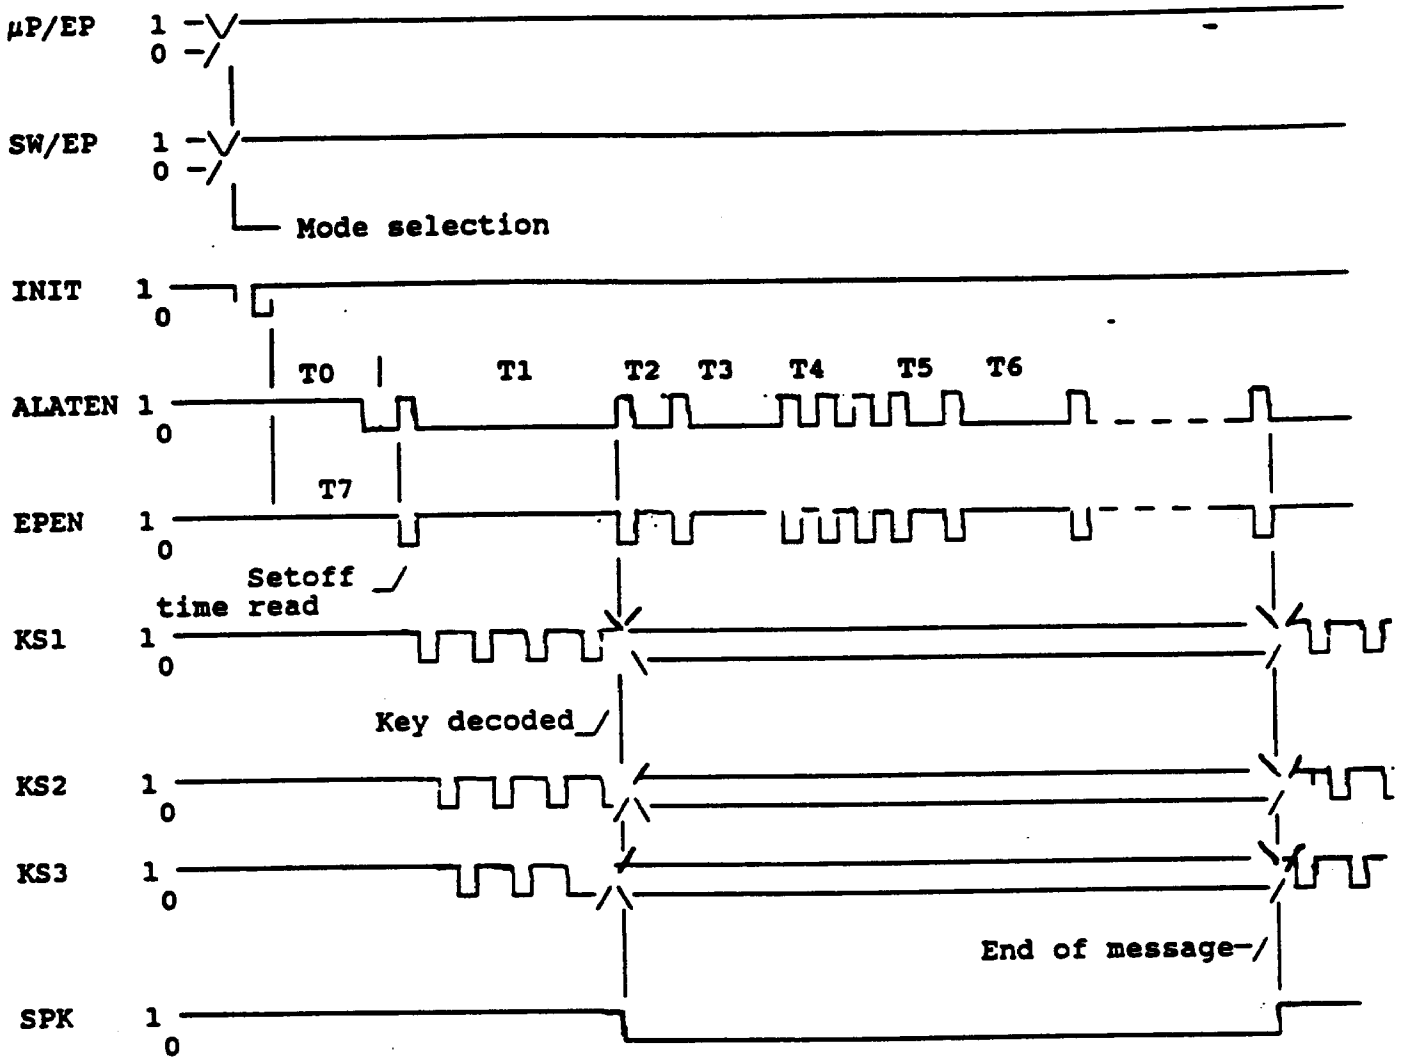 μP/EP 1
0
SW/EP 1
0
Mode selection
INIT 1
0
T0 T1 T2 T3 T4 T5 T6
ALATEN 1
0
T7
EPEN 1
0
Setoff
time read
KS1 1
0
Key decoded
KS2 1
0
KS3 1
0
End of message
SPK 1
0